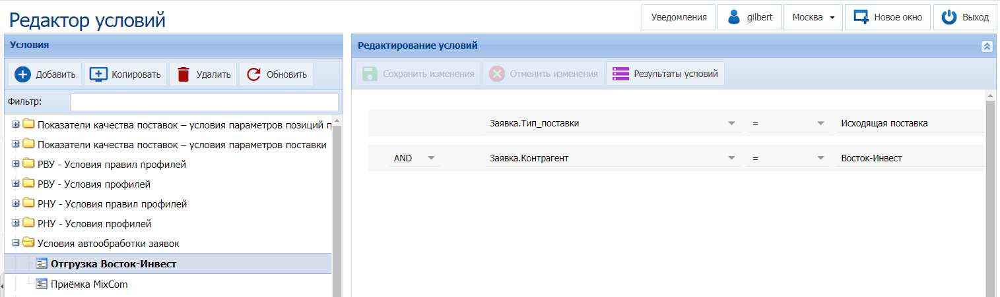 Редактор условий
Уведомления gilbert Москва Новое окно Выход
Условия
Добавить Копировать Удалить Обновить
Фильтр:
Показатели качества поставок – условия параметров позиций п
Показатели качества поставок – условия параметров поставки
РВУ - Условия правил профилей
РВУ - Условия профилей
РНУ - Условия правил профилей
РНУ - Условия профилей
Условия автообработки заявок
Отгрузка Восток-Инвест
Приёмка MixCom
Редактирование условий
Сохранить изменения Отменить изменения Результаты условий
Заявка.Тип_поставки = Исходящая поставка
AND Заявка.Контрагент = Восток-Инвест